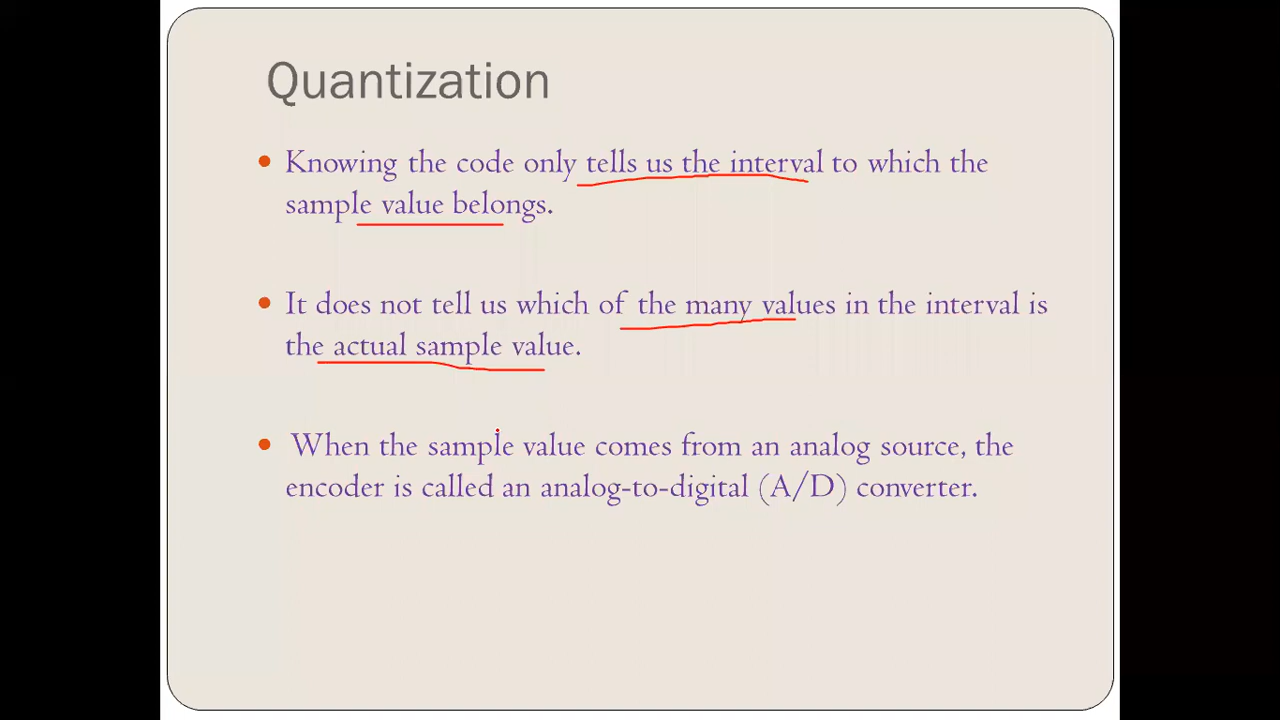 Quantization
Knowing the code only tells us the interval to which the
sample value belongs.
It does not tell us which of the many values in the interval is
the actual sample value.
When the sample value comes from an analog source, the
encoder is called an analog-to-digital (A/D) converter.